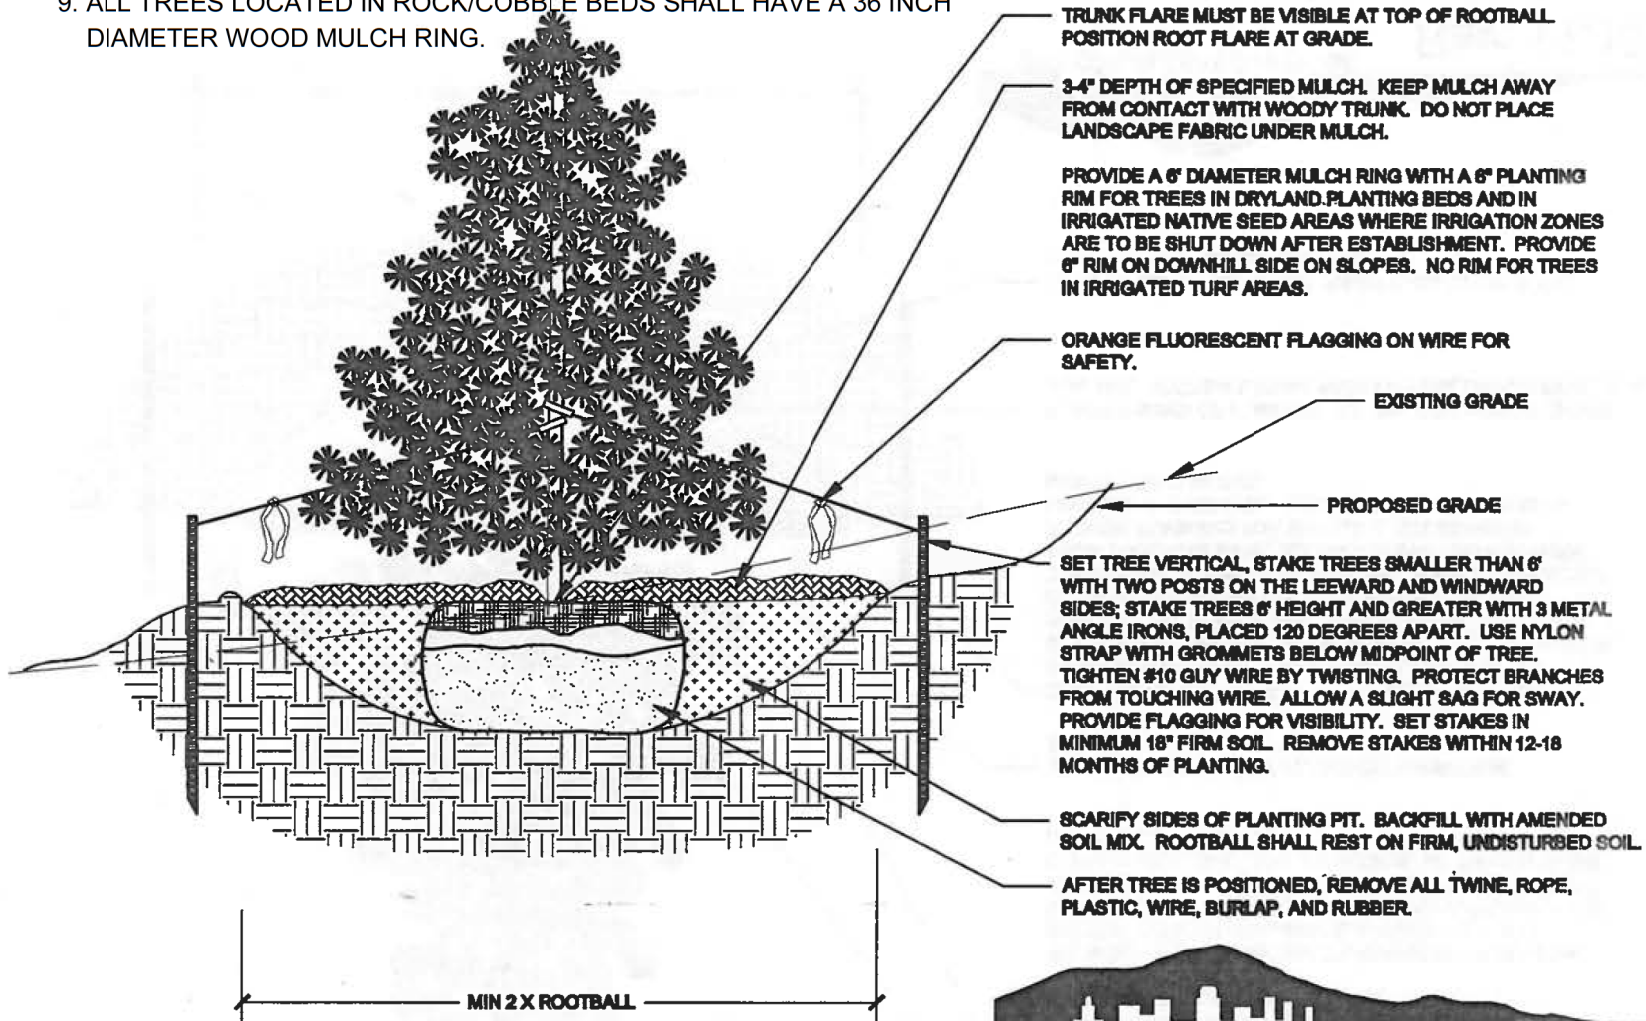 9. ALL TREES LOCATED IN ROCK/COBBLE BEDS SHALL HAVE A 36 INCH
DIAMETER WOOD MULCH RING.
TRUNK FLARE MUST BE VISIBLE AT TOP OF ROOTBALL
POSITION ROOT FLARE AT GRADE.
3-4" DEPTH OF SPECIFIED MULCH. KEEP MULCH AWAY
FROM CONTACT WITH WOODY TRUNK. DO NOT PLACE
LANDSCAPE FABRIC UNDER MULCH.
PROVIDE A 6' DIAMETER MULCH RING WITH A 6" PLANTING
RIM FOR TREES IN DRYLAND.PLANTING BEDS AND IN
IRRIGATED NATIVE SEED AREAS WHERE IRRIGATION ZONES
ARE TO BE SHUT DOWN AFTER ESTABLISHMENT. PROVIDE
6" RIM ON DOWNHILL SIDE ON SLOPES. NO RIM FOR TREES
IN IRRIGATED TURF AREAS.
ORANGE FLUORESCENT FLAGGING ON WIRE FOR
SAFETY.
EXISTING GRADE
PROPOSED GRADE
SET TREE VERTICAL, STAKE TREES SMALLER THAN 6'
WITH TWO POSTS ON THE LEEWARD AND WINDWARD
SIDES; STAKE TREES 6' HEIGHT AND GREATER WITH 3 METAL
ANGLE IRONS, PLACED 120 DEGREES APART. USE NYLON
STRAP WITH GROMMETS BELOW MIDPOINT OF TREE.
TIGHTEN #10 GUY WIRE BY TWISTING. PROTECT BRANCHES
FROM TOUCHING WIRE. ALLOW A SLIGHT SAG FOR SWAY.
PROVIDE FLAGGING FOR VISIBILITY. SET STAKES IN
MINIMUM 18" FIRM SOIL. REMOVE STAKES WITHIN 12-18
MONTHS OF PLANTING.
SCARIFY SIDES OF PLANTING PIT. BACKFILL WITH AMENDED
SOIL MIX. ROOTBALL SHALL REST ON FIRM, UNDISTURBED SOIL.
AFTER TREE IS POSITIONED, REMOVE ALL TWINE, ROPE,
PLASTIC, WIRE, BURLAP, AND RUBBER.
MIN 2 X ROOTBALL